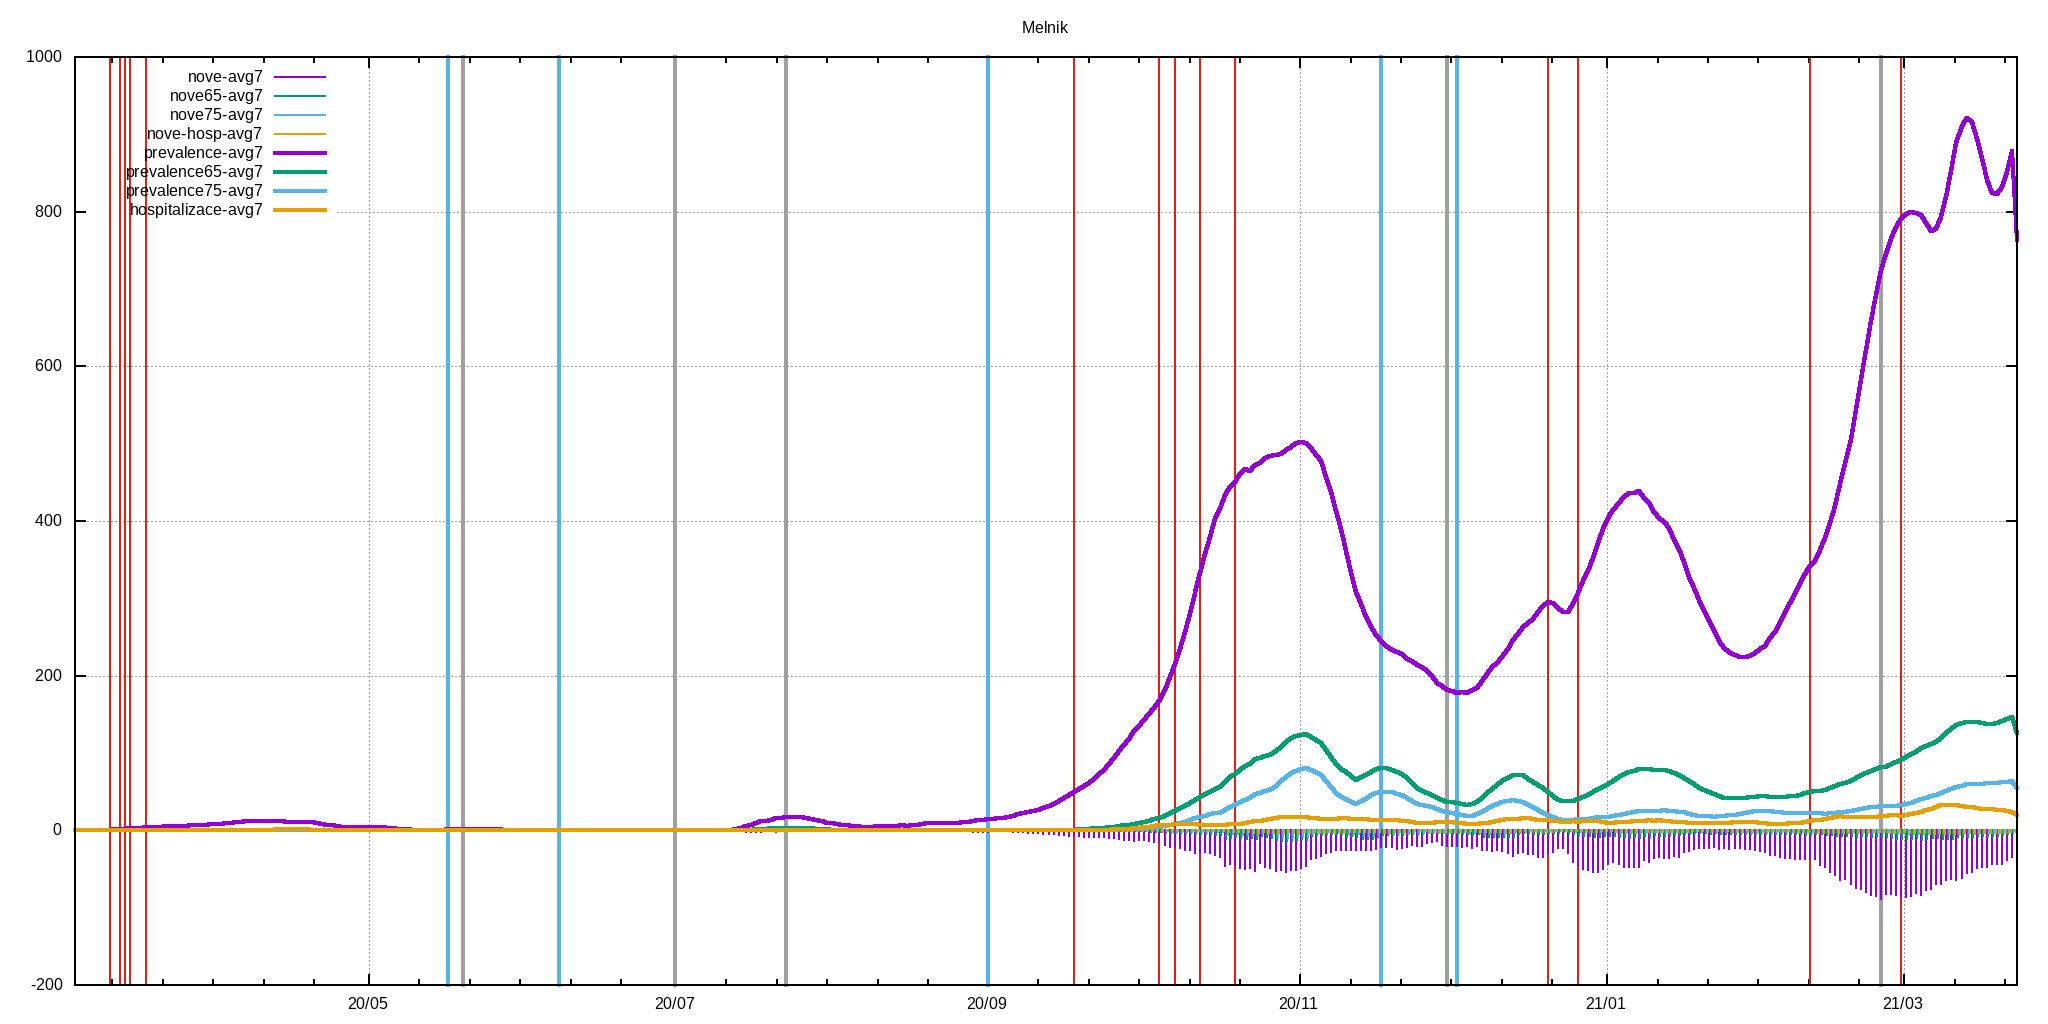 Melnik
1000
nove-avg7
nove65-avg7
nove75-avg7
nove-hosp-avg7
prevalence-avg7
prevalence65-avg7
prevalence75-avg7
hospitalizace-avg7
800
600
400
200
0
-200
20/05 20/07 20/09 20/11 21/01 21/03